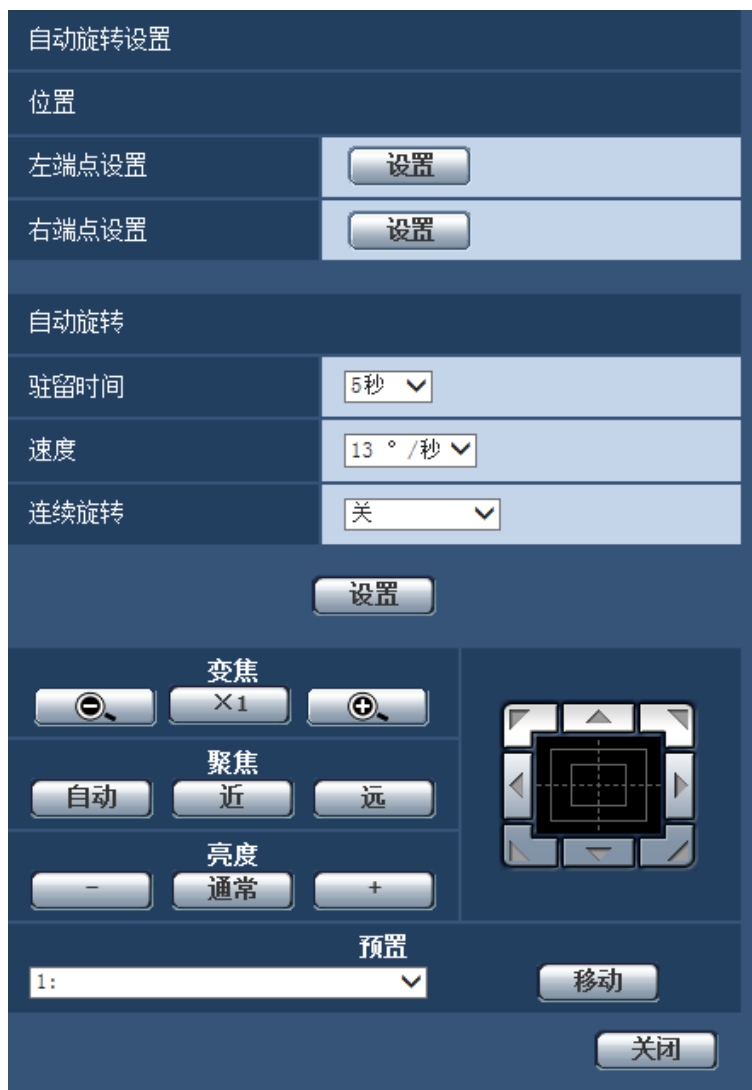 自动旋转设置
位置
左端点设置 设置
右端点设置 设置
自动旋转
驻留时间 5秒
速度 13 °/秒
连续旋转 关
设置
变焦
×1
聚焦
自动 近 远
亮度
- 通常 +
预置
1: 移动
关闭